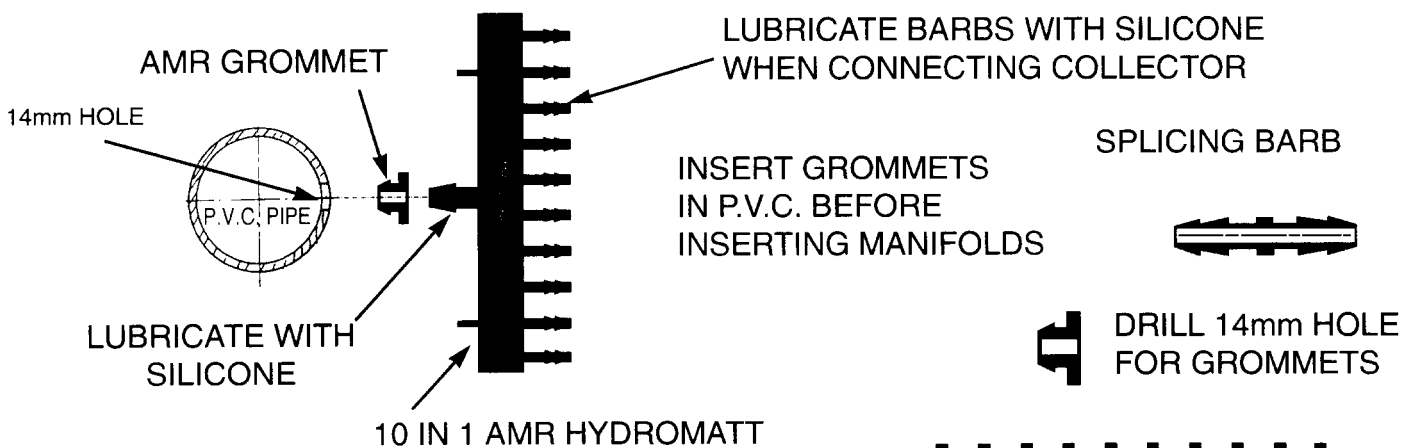 AMR GROMMET
14mm HOLE
P.V.C. PIPE
LUBRICATE WITH
SILICONE
10 IN 1 AMR HYDROMATT
LUBRICATE BARBS WITH SILICONE
WHEN CONNECTING COLLECTOR
INSERT GROMMETS
IN P.V.C. BEFORE
INSERTING MANIFOLDS
SPLICING BARB
DRILL 14mm HOLE
FOR GROMMETS